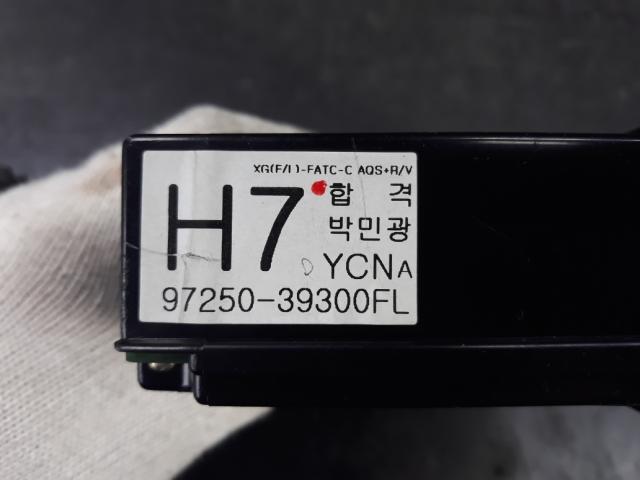 XG(F/L)-FATC-C AQS+R/V
H7 합 격
박민광
YCNA
97250-39300FL